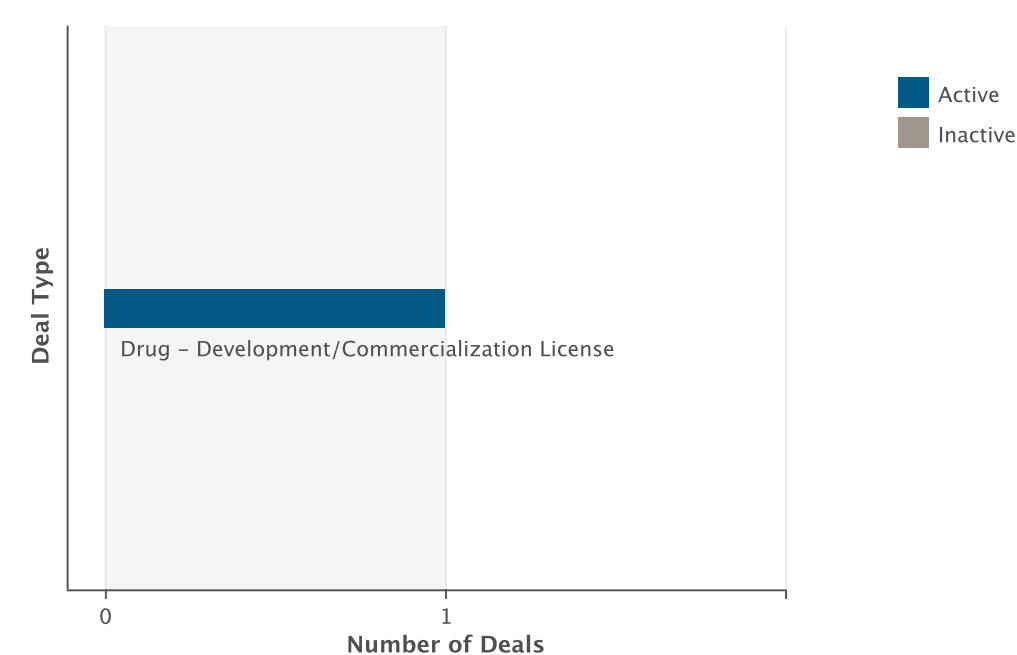 Active
Inactive
Deal Type
Drug – Development/Commercialization License
0
1
Number of Deals